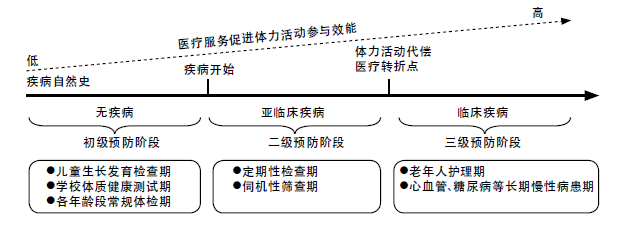 高
医疗服务促进体力活动参与效能
低
体力活动代偿
医疗转折点
疾病开始
疾病自然史
无疾病
亚临床疾病
临床疾病
初级预防阶段
二级预防阶段
三级预防阶段
●儿童生长发育检查期
●学校体质健康测试期
●各年龄段常规体检期
●定期性检查期
●伺机性筛查期
●老年人护理期
●心血管、糖尿病等长期慢性病患期